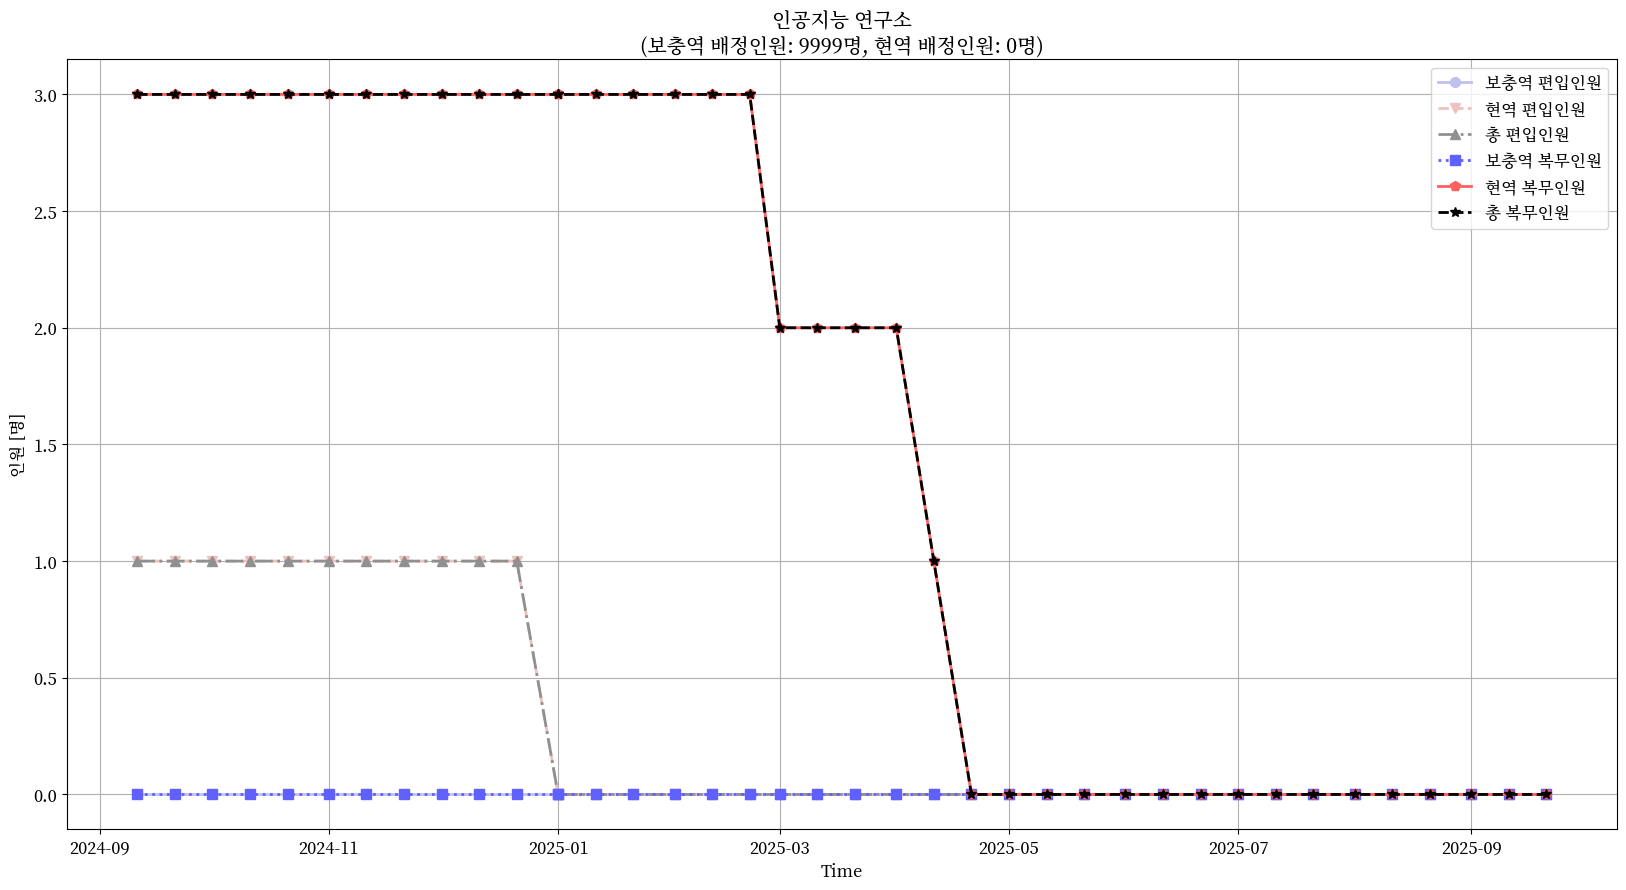 인공지능 연구소
(보충역 배정인원: 9999명, 현역 배정인원: 0명)
보충역 편입인원
현역 편입인원
총 편입인원
보충역 복무인원
현역 복무인원
총 복무인원
인원 [명]
3.0
2.5
2.0
1.5
1.0
0.5
0.0
2024-09
2024-11
2025-01
2025-03
2025-05
2025-07
2025-09
Time